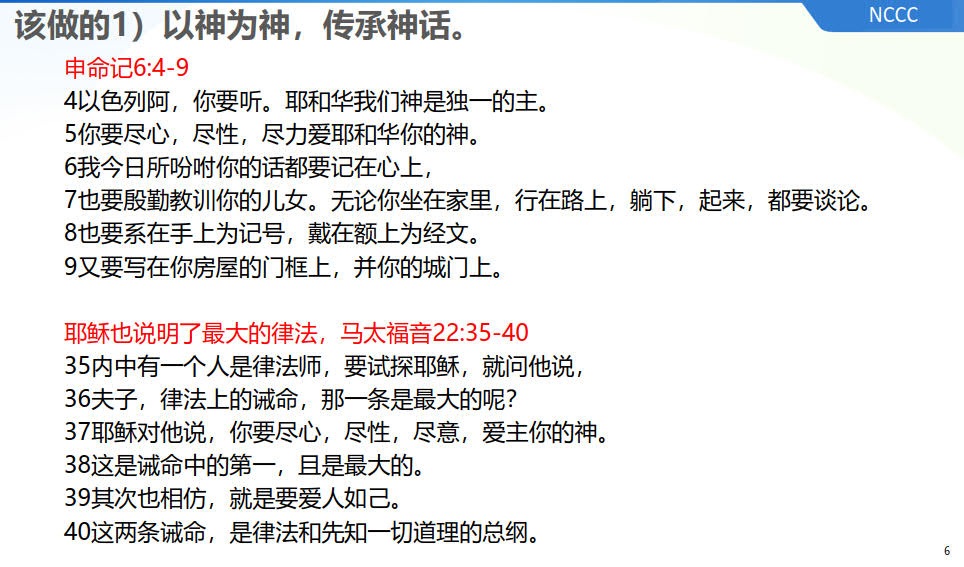 该做的1）以神为神，传承神话。
NCCC
申命记6:4-9
4以色列阿，你要听。耶和华我们神是独一的主。
5你要尽心，尽性，尽力爱耶和华你的神。
6我今日所吩咐你的话都要记在心上，
7也要殷勤教训你的儿女。无论你坐在家里，行在路上，躺下，起来，都要谈论。
8也要系在手上为记号，戴在额上为经文。
9又要写在你房屋的门框上，并你的城门上。
耶稣也说明了最大的律法，马太福音22:35-40
35内中有一个人是律法师，要试探耶稣，就问他说，
36夫子，律法上的诫命，那一条是最大的呢？
37耶稣对他说，你要尽心，尽性，尽意，爱主你的神。
38这是诫命中的第一，且是最大的。
39其次也相仿，就是要爱人如己。
40这两条诫命，是律法和先知一切道理的总纲。
6